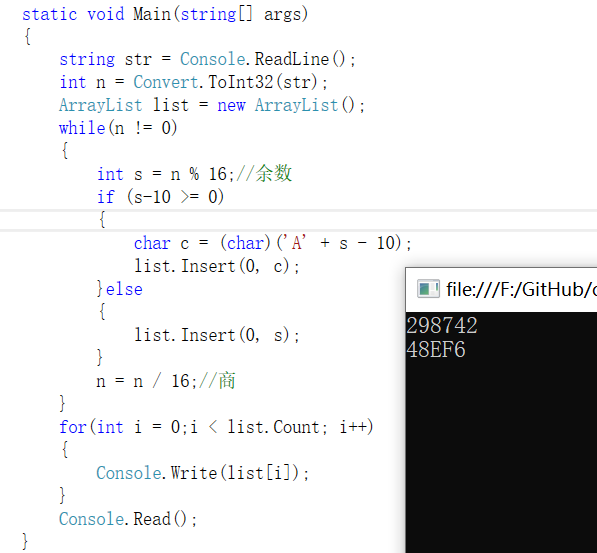 static void Main(string[] args)
{
string str = Console.ReadLine();
int n = Convert.ToInt32(str);
ArrayList list = new ArrayList();
while(n != 0)
{
int s = n % 16;//余数
if (s-10 >= 0)
{
char c = (char)('A' + s - 10);
list.Insert(0, c);
}else
{
list.Insert(0, s);
}
n = n / 16;//商
}
for(int i = 0;i < list.Count; i++)
{
Console.Write(list[i]);
}
Console.Read();
}
file:///F:/GitHub/
298742
48EF6